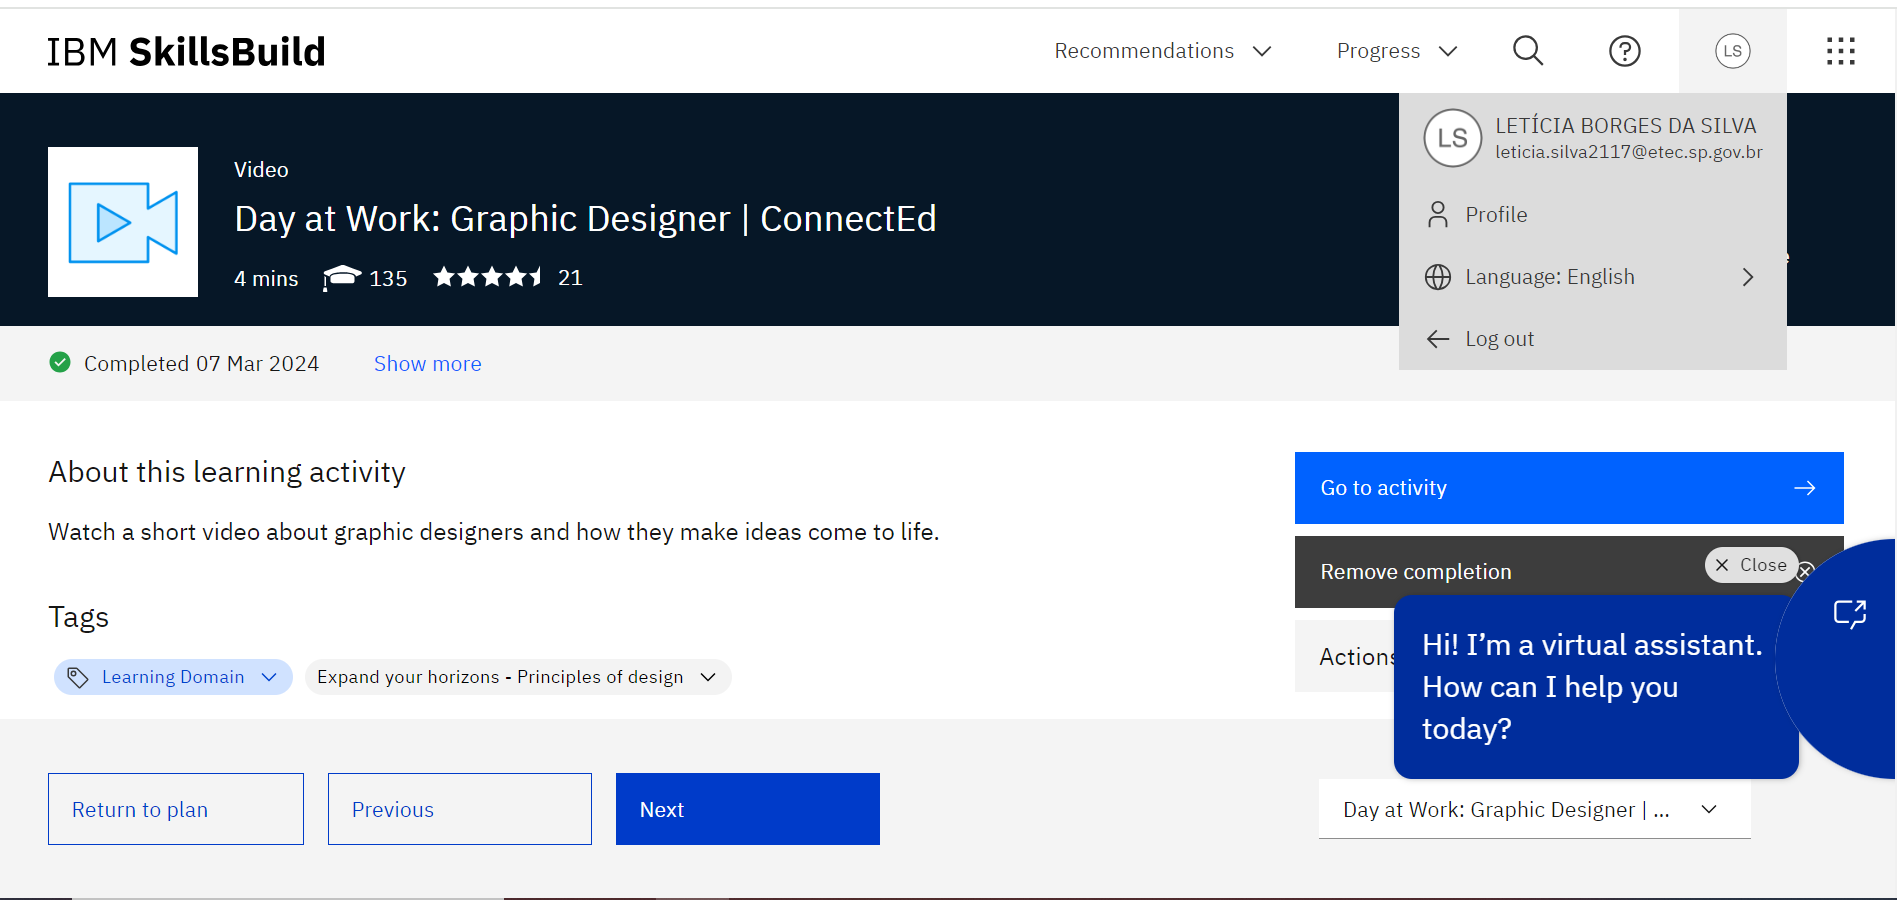 IBM SkillsBuild
Recommendations
Progress
LS
LS
LETÍCIA BORGES DA SILVA
leticia.silva2117@etec.sp.gov.br
Profile
Language: English
Log out
Video
Day at Work: Graphic Designer | ConnectEd
4 mins 135 21
Completed 07 Mar 2024 Show more
About this learning activity
Watch a short video about graphic designers and how they make ideas come to life.
Tags
Learning Domain Expand your horizons - Principles of design
Go to activity
Remove completion
Close
Actions
Hi! I’m a virtual assistant.
How can I help you
today?
Return to plan Previous Next
Day at Work: Graphic Designer | ...